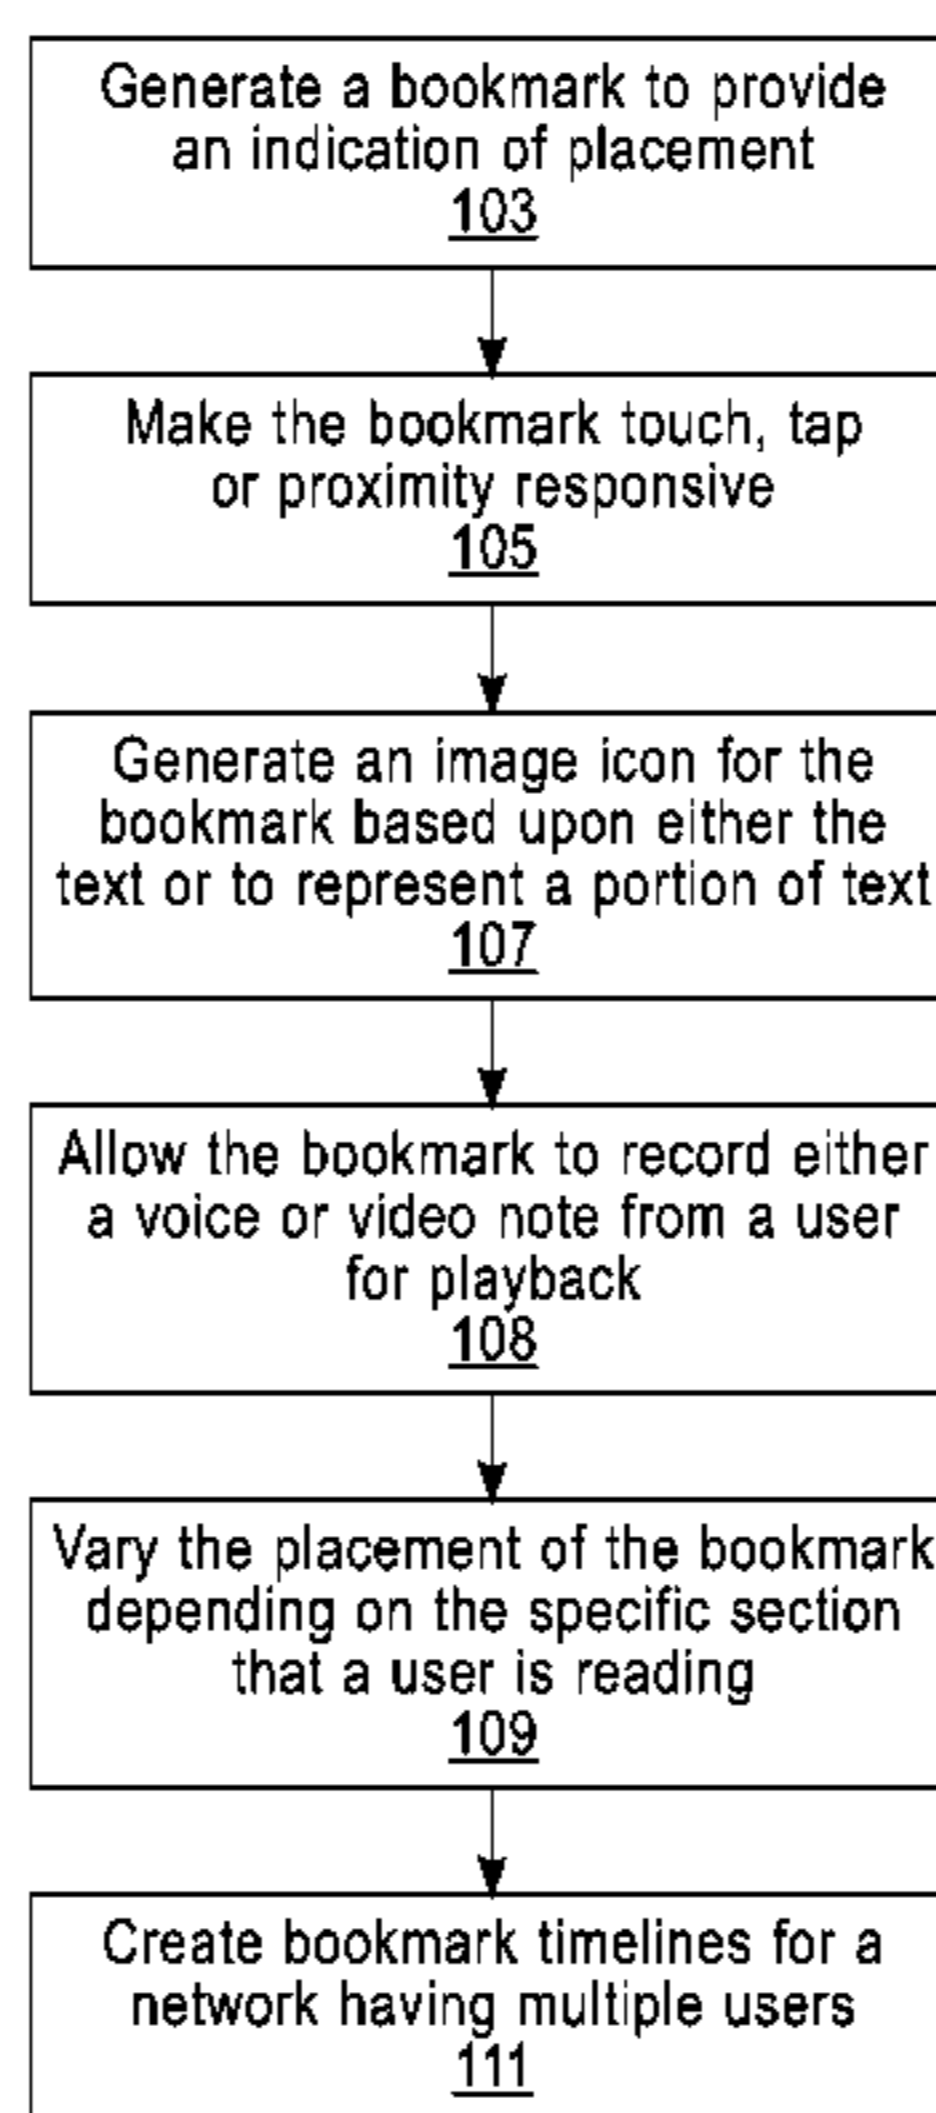 Generate a bookmark to provide
an indication of placement
103
Make the bookmark touch, tap
or proximity responsive
105
Generate an image icon for the
bookmark based upon either the
text or to represent a portion of text
107
Allow the bookmark to record either
a voice or video note from a user
for playback
108
Vary the placement of the bookmark
depending on the specific section
that a user is reading
109
Create bookmark timelines for a
network having multiple users
111